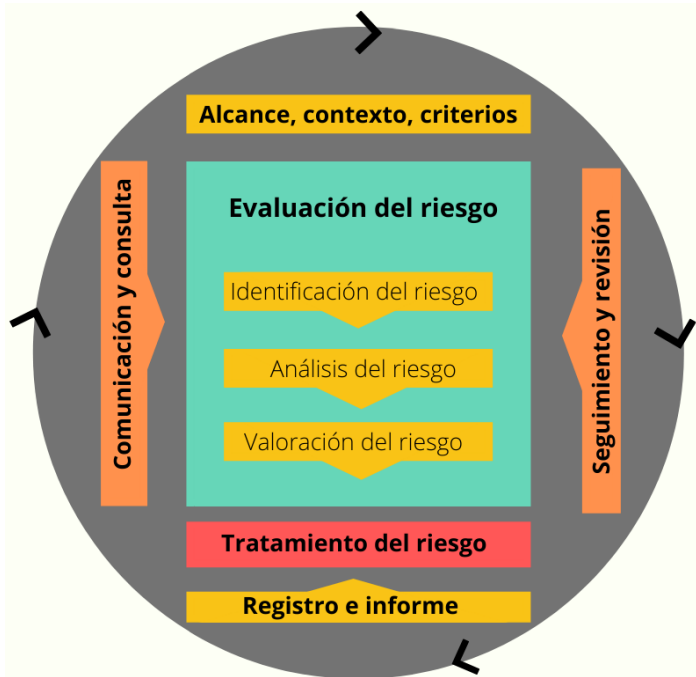 Alcance, contexto, criterios
Comunicación y consulta
Evaluación del riesgo
Identificación del riesgo
Análisis del riesgo
Valoración del riesgo
Seguimiento y revisión
Tratamiento del riesgo
Registro e informe